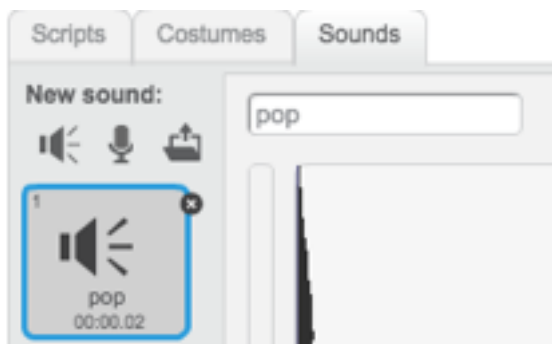 Scripts Costumes Sounds
New sound:
pop
1
pop
00:00.02